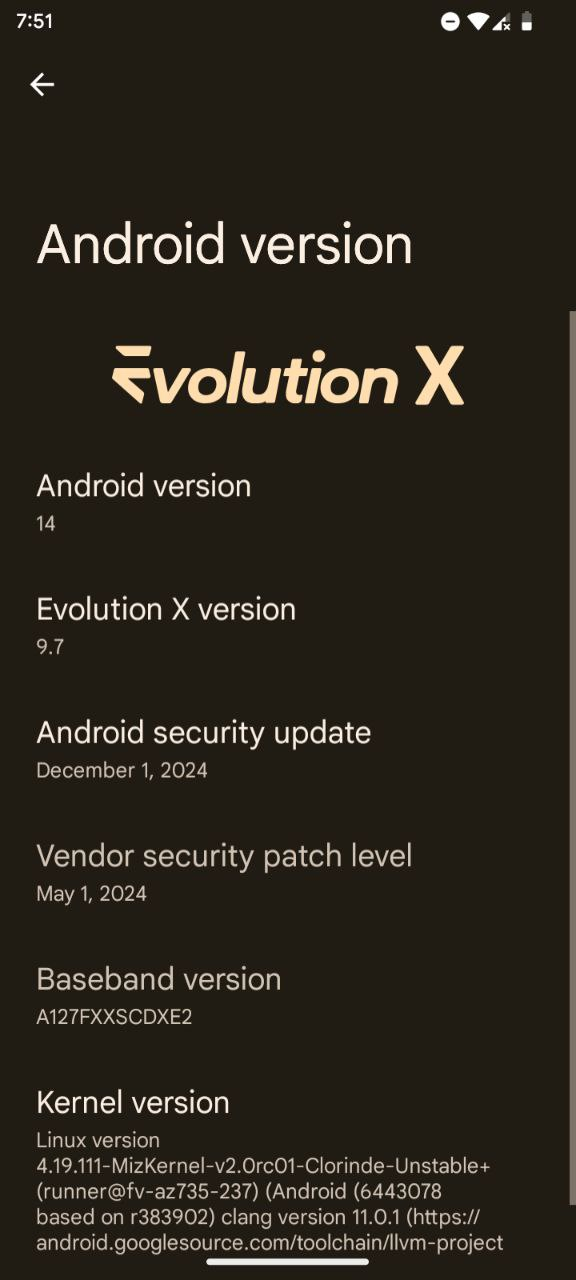 7:51
Android version
Evolution X
Android version
14
Evolution X version
9.7
Android security update
December 1, 2024
Vendor security patch level
May 1, 2024
Baseband version
A127FXXSCDXE2
Kernel version
Linux version
4.19.111-MizKernel-v2.0rc01-Clorinde-Unstable+
(runner@fv-az735-237) (Android (6443078
based on r383902) clang version 11.0.1 (https://
android.googlesource.com/toolchain/llvm-project